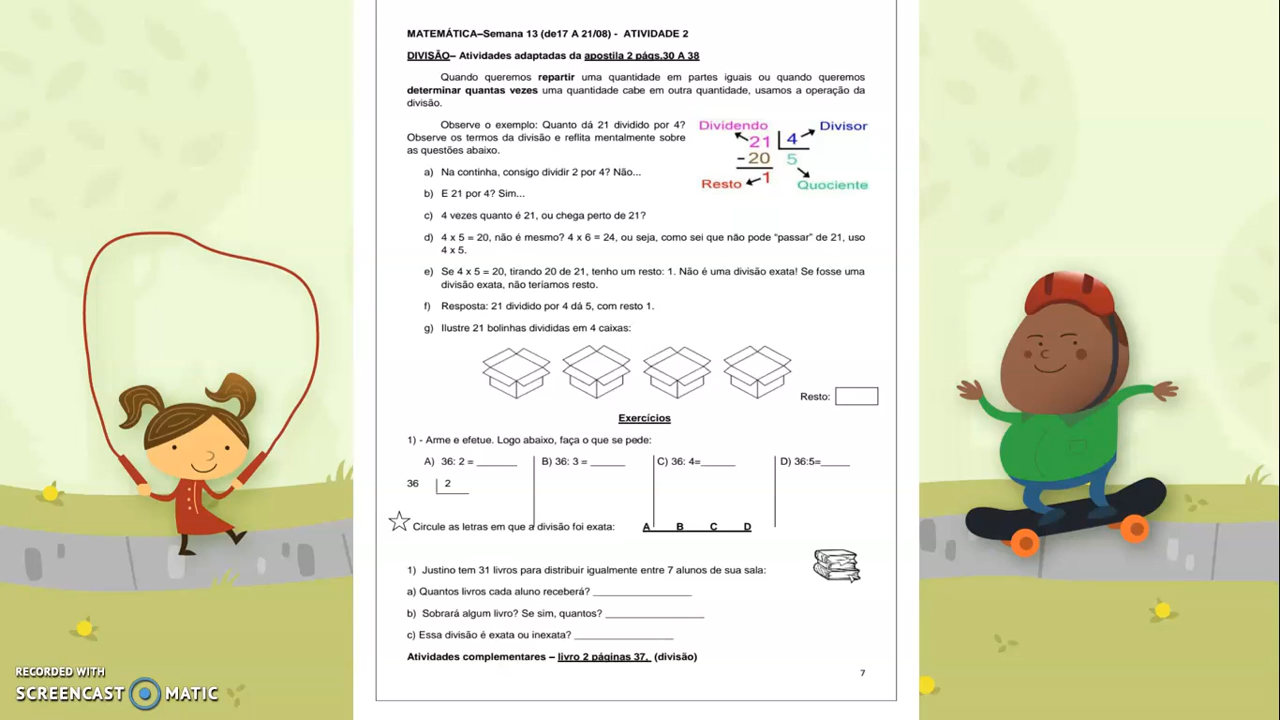 MATEMÁTICA–Semana 13 (de17 A 21/08) - ATIVIDADE 2
DIVISÃO– Atividades adaptadas da apostila 2 págs.30 A 38
Quando queremos repartir uma quantidade em partes iguais ou quando queremos
determinar quantas vezes uma quantidade cabe em outra quantidade, usamos a operação da
divisão.
Observe o exemplo: Quanto dá 21 dividido por 4?
Observe os termos da divisão e reflita mentalmente sobre
as questões abaixo.
Dividendo
Divisor
21 4
-20 5
1
Resto
Quociente
a) Na continha, consigo dividir 2 por 4? Não...
b) E 21 por 4? Sim...
c) 4 vezes quanto é 21, ou chega perto de 21?
d) 4 x 5 = 20, não é mesmo? 4 x 6 = 24, ou seja, como sei que não pode “passar” de 21, uso
4 x 5.
e) Se 4 x 5 = 20, tirando 20 de 21, tenho um resto: 1. Não é uma divisão exata! Se fosse uma
divisão exata, não teríamos resto.
f) Resposta: 21 dividido por 4 dá 5, com resto 1.
g) Ilustre 21 bolinhas divididas em 4 caixas:
Resto:
Exercícios
1) - Arme e efetue. Logo abaixo, faça o que se pede:
A) 36: 2 = _______ B) 36: 3 = ______ C) 36: 4=______ D) 36:5=_____
36 2
Circule as letras em que a divisão foi exata: A B C D
1) Justino tem 31 livros para distribuir igualmente entre 7 alunos de sua sala:
a) Quantos livros cada aluno receberá? _________________
b) Sobrará algum livro? Se sim, quantos? _________________
c) Essa divisão é exata ou inexata? _________________
Atividades complementares – livro 2 páginas 37. (divisão)
7
RECORDED WITH
SCREENCAST MATIC